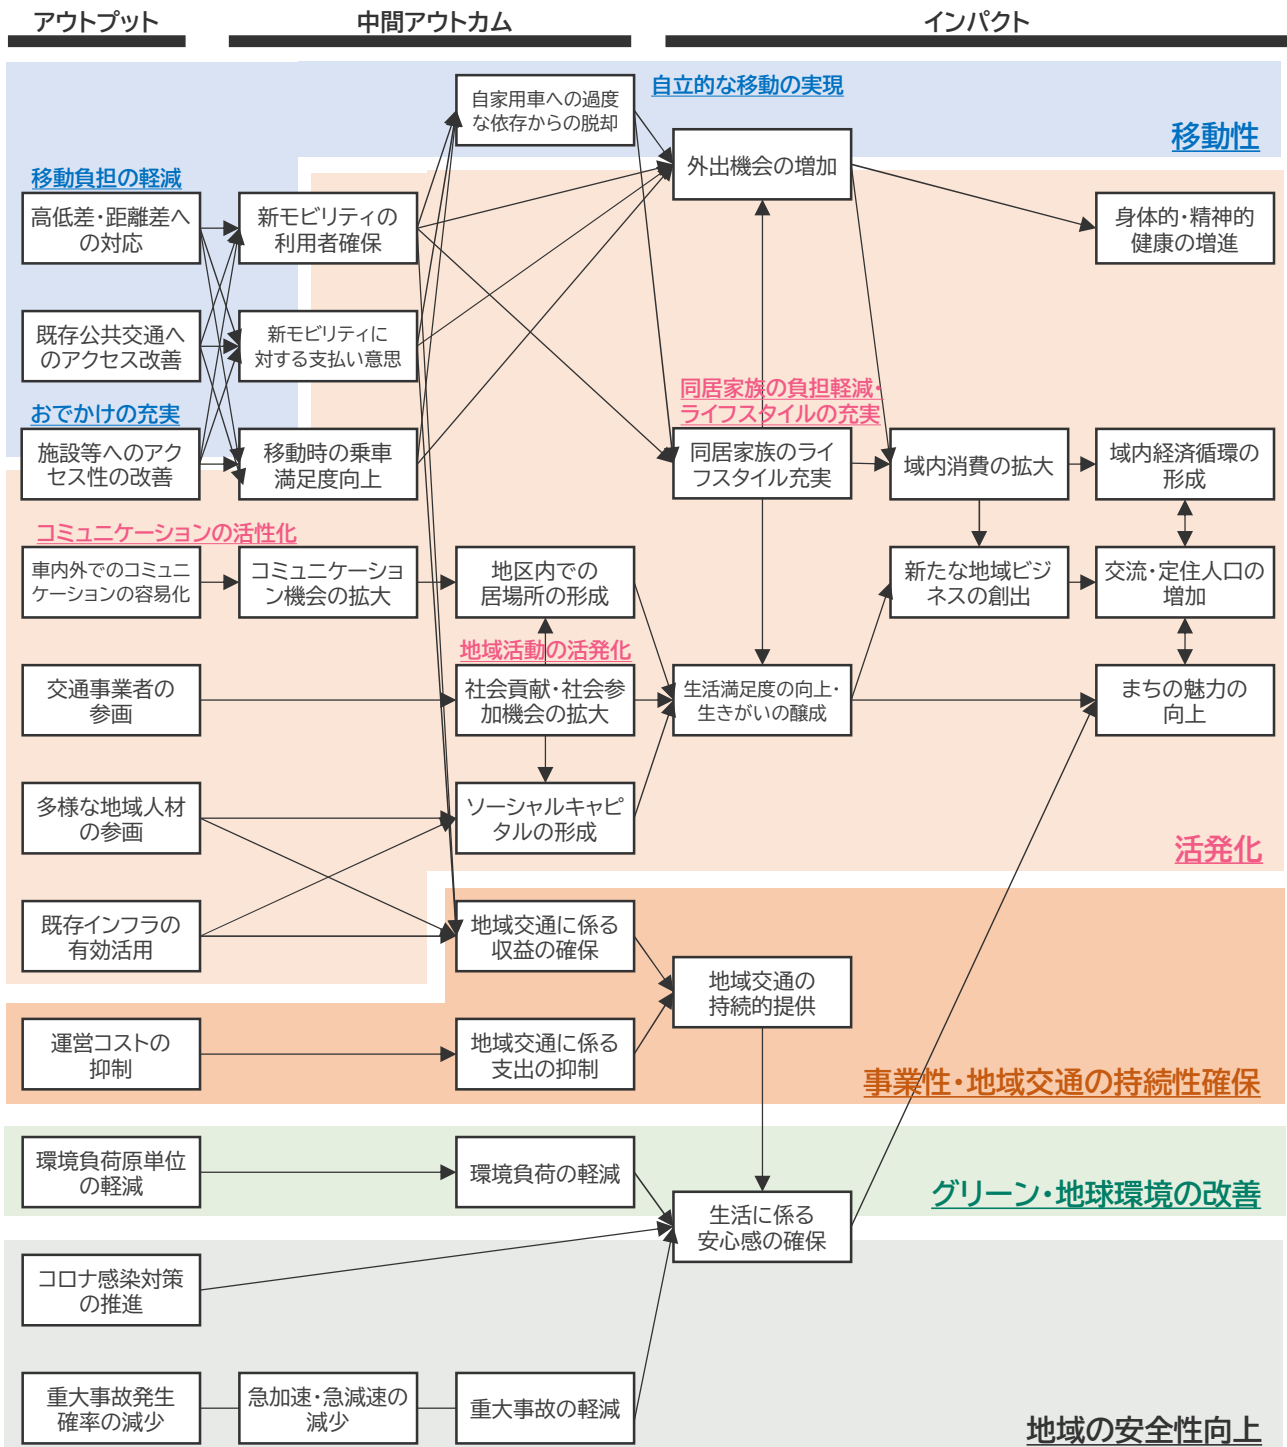 アウトプット
中間アウトカム
インパクト
自家用車への過度
な依存からの脱却
自立的な移動の実現
移動性
外出機会の増加
移動負担の軽減
高低差・距離差へ
の対応
新モビリティの
利用者確保
身体的・精神的
健康の増進
既存公共交通へ
のアクセス改善
新モビリティに
対する支払い意思
おでかけの充実
同居家族の負担軽減・
ライフスタイルの充実
施設等へのアク
セス性の改善
移動時の乗車
満足度向上
同居家族のライ
フスタイル充実
域内消費の拡大
域内経済循環の
形成
コミュニケーションの活性化
車内外でのコミュニ
ケーションの容易化
コミュニケーショ
ン機会の拡大
地区内での
居場所の形成
新たな地域ビジ
ネスの創出
交流・定住人口の
増加
地域活動の活発化
交通事業者の
参画
社会貢献・社会参
加機会の拡大
生活満足度の向上・
生きがいの醸成
まちの魅力の
向上
多様な地域人材
の参画
ソーシャルキャピ
タルの形成
活発化
既存インフラの
有効活用
地域交通に係る
収益の確保
地域交通の
持続的提供
運営コストの
抑制
地域交通に係る
支出の抑制
事業性・地域交通の持続性確保
環境負荷原単位
の軽減
環境負荷の軽減
グリーン・地球環境の改善
生活に係る
安心感の確保
コロナ感染対策
の推進
重大事故発生
確率の減少
急加速・急減速の
減少
重大事故の軽減
地域の安全性向上